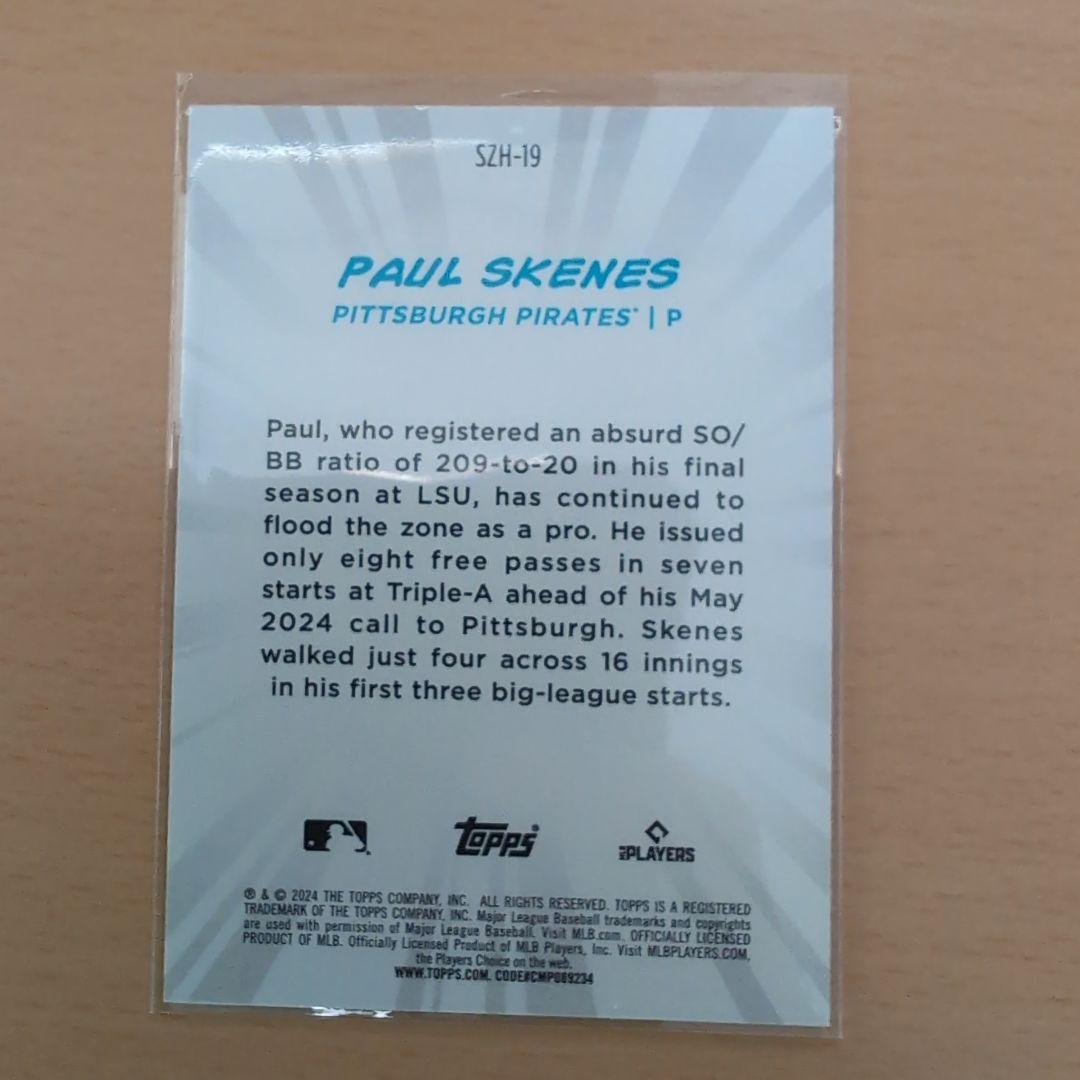 SZH-19
PAUL SKENES
PITTSBURGH PIRATES® | P
Paul, who registered an absurd SO/
BB ratio of 209-to-20 in his final
season at LSU, has continued to
flood the zone as a pro. He issued
only eight free passes in seven
starts at Triple-A ahead of his May
2024 call to Pittsburgh. Skenes
walked just four across 16 innings
in his first three big-league starts.
topps®
MLB PLAYERS
® & © 2024 THE TOPPS COMPANY, INC. ALL RIGHTS RESERVED. TOPPS IS A REGISTERED
TRADEMARK OF THE TOPPS COMPANY, INC. Major League Baseball trademarks and copyrights
are used with permission of Major League Baseball. Visit MLB.com. OFFICIALLY LICENSED
PRODUCT OF MLB. Officially Licensed Product of MLB Players, Inc. Visit MLBPLAYERS.COM,
the Players Choice on the web.
WWW.TOPPS.COM. CODE#CMP089234